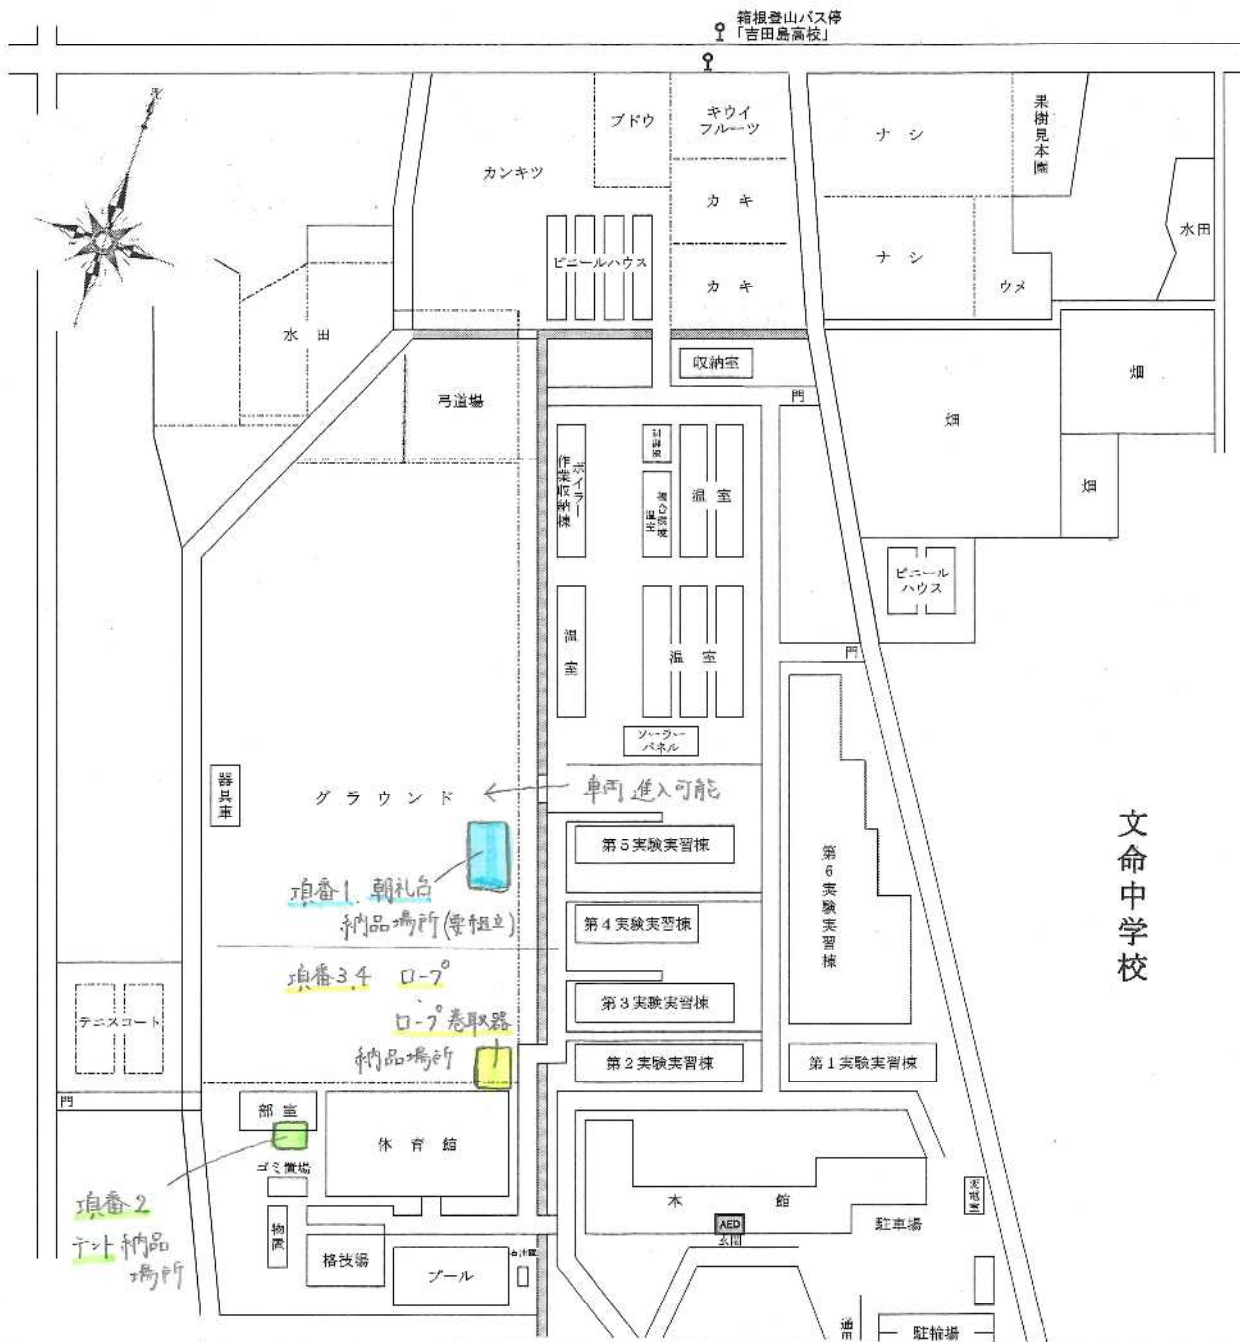 箱根登山バス停
「吉田島高校」
ブドウ
キウイ
フルーツ
ナシ
果樹見本園
カンキツ
カキ
水田
ビニールハウス
カキ
ナシ
ウメ
水田
収納室
畑
弓道場
門
畑
ボイラー
作業収納棟
温室
畑
ビニール
ハウス
温室
温室
門
ソーラー
パネル
器具庫
グラウンド
車両進入可能
第5実験実習棟
第6実験実習棟
文命中学校
項番1. 朝礼台
納品場所(要組立)
第4実験実習棟
項番3.4 ロープ
ロープ巻取器
納品場所
第3実験実習棟
テニスコート
第2実験実習棟
第1実験実習棟
門
部室
体育館
ゴミ置場
項番2
テント納品
場所
物置
本館
AED
玄関
駐車場
格技場
プール
駐輪場